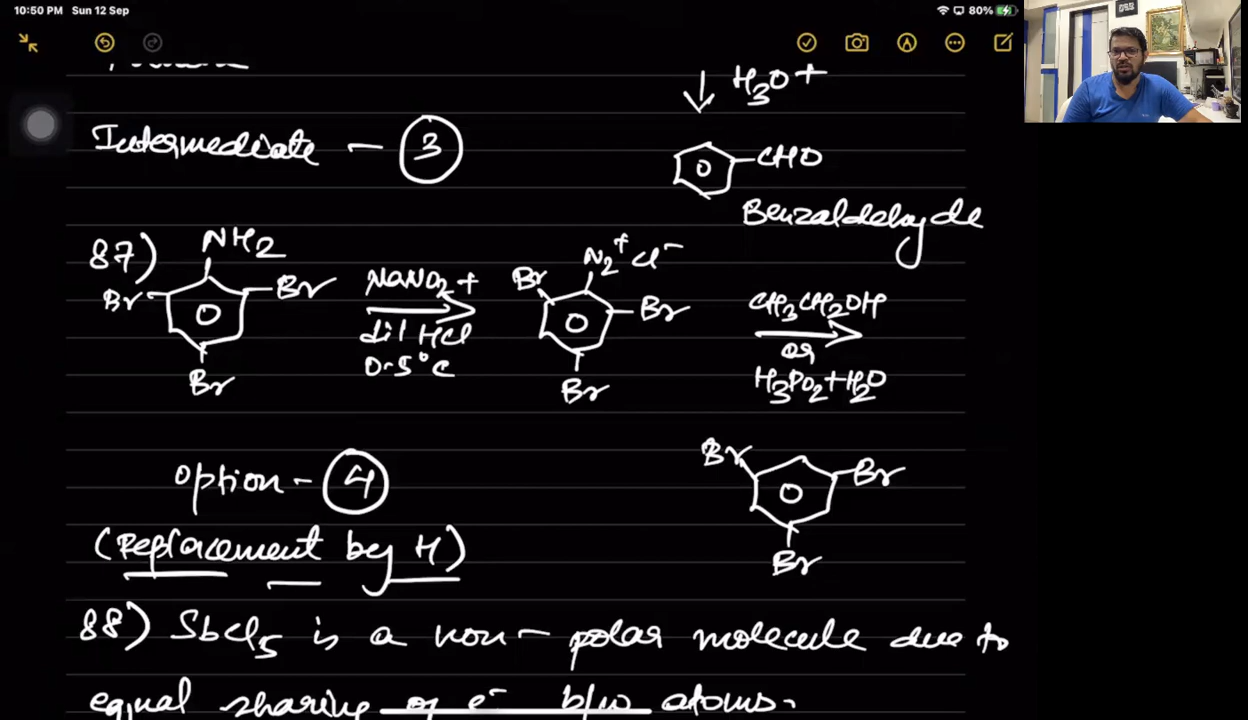 10:50 PM Sun 12 Sep
80%
H3O+
Intermediate - 3
CHO
Benzaldehyde
87)
NH2
Br
Br
Br
NaNO2 +
dil HCl
0-5°C
N2+ Cl-
Br
Br
Br
CH3CH2OH
or
H3PO2 + H2O
Option - 4
Br
Br
Br
(Replacement by H)
88) SbCl5 is a non-polar molecule due to
equal sharing of e- b/w atoms.